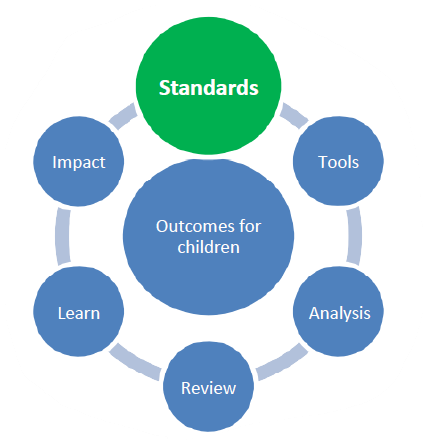 Standards
Impact
Tools
Outcomes for
children
Learn
Analysis
Review